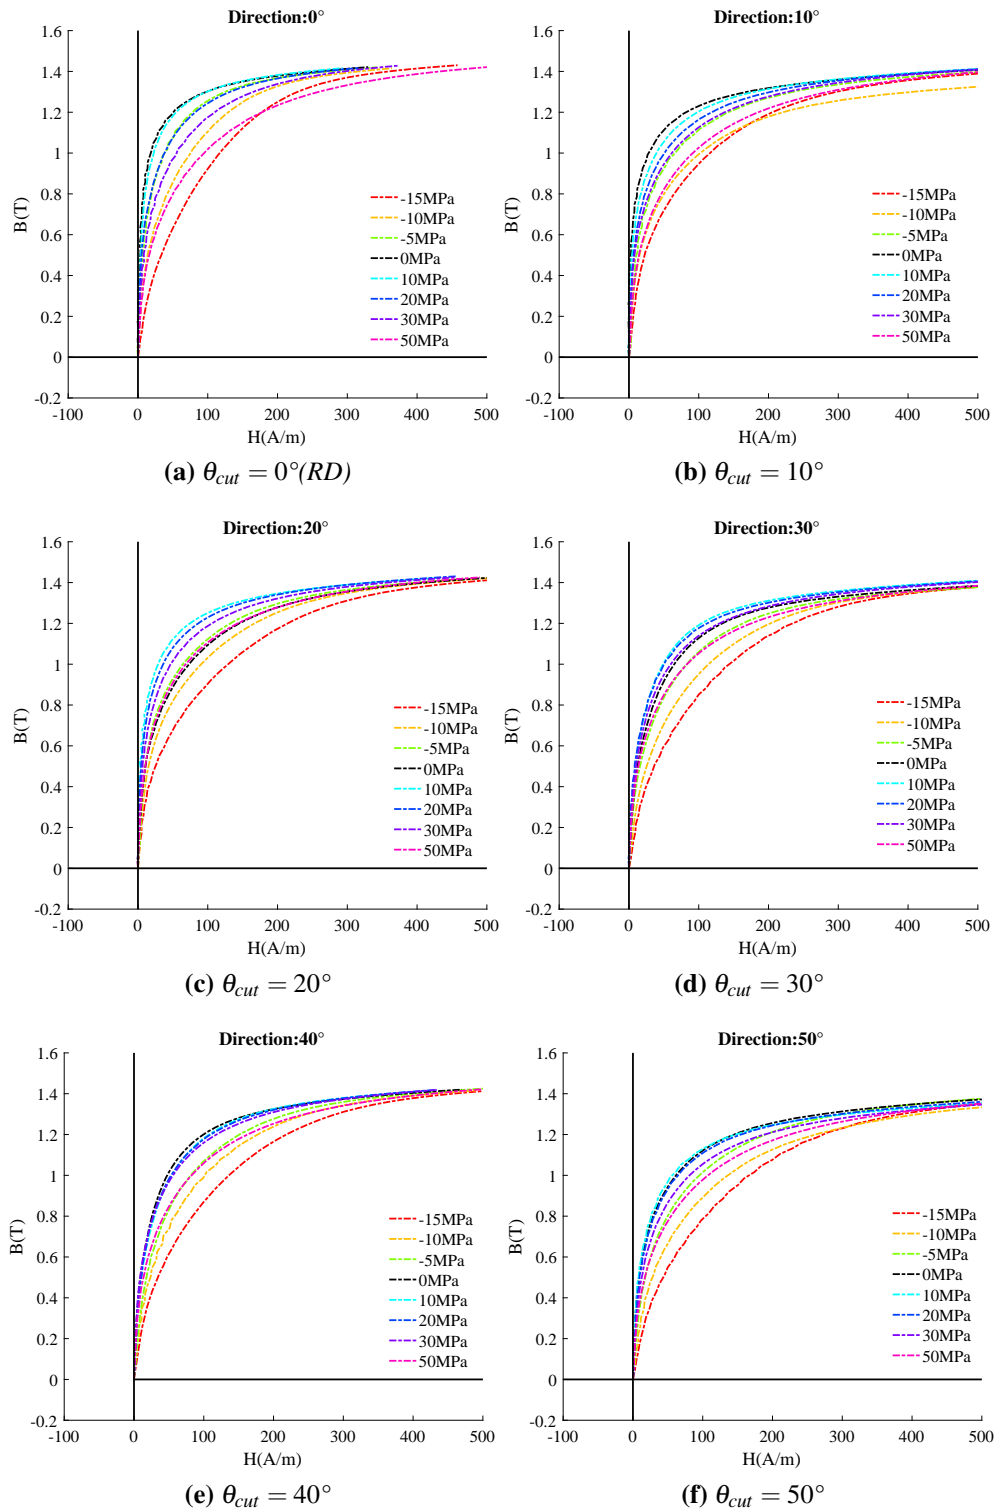 Direction:0°
1.6
1.4
1.2
1
0.8
0.6
0.4
0.2
0
-0.2
B(T)
-15MPa
-10MPa
-5MPa
0MPa
10MPa
20MPa
30MPa
50MPa
-100 0 100 200 300 400 500
H(A/m)
(a) θcut = 0°(RD)
Direction:10°
1.6
1.4
1.2
1
0.8
0.6
0.4
0.2
0
-0.2
B(T)
-15MPa
-10MPa
-5MPa
0MPa
10MPa
20MPa
30MPa
50MPa
-100 0 100 200 300 400 500
H(A/m)
(b) θcut = 10°
Direction:20°
1.6
1.4
1.2
1
0.8
0.6
0.4
0.2
0
-0.2
B(T)
-15MPa
-10MPa
-5MPa
0MPa
10MPa
20MPa
30MPa
50MPa
-100 0 100 200 300 400 500
H(A/m)
(c) θcut = 20°
Direction:30°
1.6
1.4
1.2
1
0.8
0.6
0.4
0.2
0
-0.2
B(T)
-15MPa
-10MPa
-5MPa
0MPa
10MPa
20MPa
30MPa
50MPa
-100 0 100 200 300 400 500
H(A/m)
(d) θcut = 30°
Direction:40°
1.6
1.4
1.2
1
0.8
0.6
0.4
0.2
0
-0.2
B(T)
-15MPa
-10MPa
-5MPa
0MPa
10MPa
20MPa
30MPa
50MPa
-100 0 100 200 300 400 500
H(A/m)
(e) θcut = 40°
Direction:50°
1.6
1.4
1.2
1
0.8
0.6
0.4
0.2
0
-0.2
B(T)
-15MPa
-10MPa
-5MPa
0MPa
10MPa
20MPa
30MPa
50MPa
-100 0 100 200 300 400 500
H(A/m)
(f) θcut = 50°